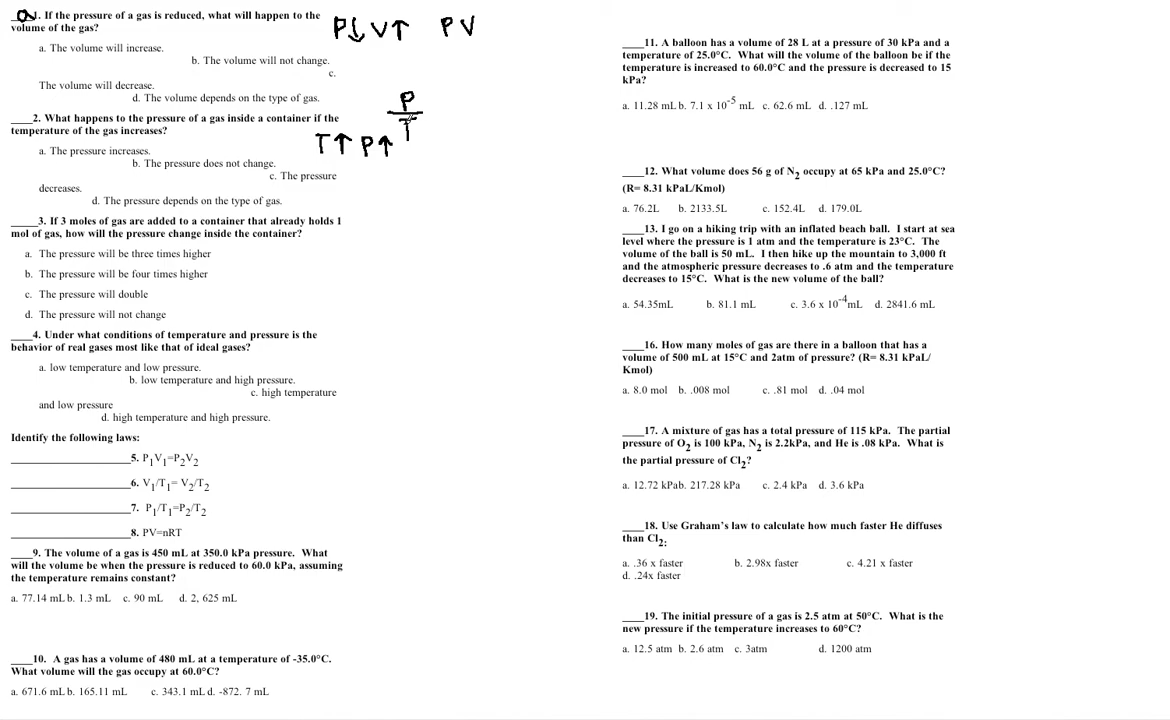 a 1. If the pressure of a gas is reduced, what will happen to the
volume of the gas?
P↓ V↑ P V
a. The volume will increase.
b. The volume will not change.
c.
The volume will decrease.
d. The volume depends on the type of gas.
____2. What happens to the pressure of a gas inside a container if the
temperature of the gas increases?
P
T
T↑ P↑
a. The pressure increases.
b. The pressure does not change.
c. The pressure
decreases.
d. The pressure depends on the type of gas.
_____3. If 3 moles of gas are added to a container that already holds 1
mol of gas, how will the pressure change inside the container?
a. The pressure will be three times higher
b. The pressure will be four times higher
c. The pressure will double
d. The pressure will not change
____4. Under what conditions of temperature and pressure is the
behavior of real gases most like that of ideal gases?
a. low temperature and low pressure.
b. low temperature and high pressure.
c. high temperature
and low pressure
d. high temperature and high pressure.
Identify the following laws:
______________________5. P₁V₁=P₂V₂
______________________6. V₁/T₁= V₂/T₂
______________________7. P₁/T₁=P₂/T₂
______________________8. PV=nRT
____9. The volume of a gas is 450 mL at 350.0 kPa pressure. What
will the volume be when the pressure is reduced to 60.0 kPa, assuming
the temperature remains constant?
a. 77.14 mL b. 1.3 mL c. 90 mL d. 2, 625 mL
____10. A gas has a volume of 480 mL at a temperature of -35.0°C.
What volume will the gas occupy at 60.0°C?
a. 671.6 mL b. 165.11 mL c. 343.1 mL d. -872. 7 mL
____11. A balloon has a volume of 28 L at a pressure of 30 kPa and a
temperature of 25.0°C. What will the volume of the balloon be if the
temperature is increased to 60.0°C and the pressure is decreased to 15
kPa?
a. 11.28 mL b. 7.1 x 10⁻⁵ mL c. 62.6 mL d. .127 mL
____12. What volume does 56 g of N₂ occupy at 65 kPa and 25.0°C?
(R= 8.31 kPaL/Kmol)
a. 76.2L b. 2133.5L c. 152.4L d. 179.0L
____13. I go on a hiking trip with an inflated beach ball. I start at sea
level where the pressure is 1 atm and the temperature is 23°C. The
volume of the ball is 50 mL. I then hike up the mountain to 3,000 ft
and the atmospheric pressure decreases to .6 atm and the temperature
decreases to 15°C. What is the new volume of the ball?
a. 54.35mL b. 81.1 mL c. 3.6 x 10⁻⁴mL d. 2841.6 mL
____16. How many moles of gas are there in a balloon that has a
volume of 500 mL at 15°C and 2atm of pressure? (R= 8.31 kPaL/
Kmol)
a. 8.0 mol b. .008 mol c. .81 mol d. .04 mol
____17. A mixture of gas has a total pressure of 115 kPa. The partial
pressure of O₂ is 100 kPa, N₂ is 2.2kPa, and He is .08 kPa. What is
the partial pressure of Cl₂?
a. 12.72 kPa b. 217.28 kPa c. 2.4 kPa d. 3.6 kPa
____18. Use Graham's law to calculate how much faster He diffuses
than Cl₂:
a. .36 x faster b. 2.98x faster c. 4.21 x faster
d. .24x faster
____19. The initial pressure of a gas is 2.5 atm at 50°C. What is the
new pressure if the temperature increases to 60°C?
a. 12.5 atm b. 2.6 atm c. 3atm d. 1200 atm